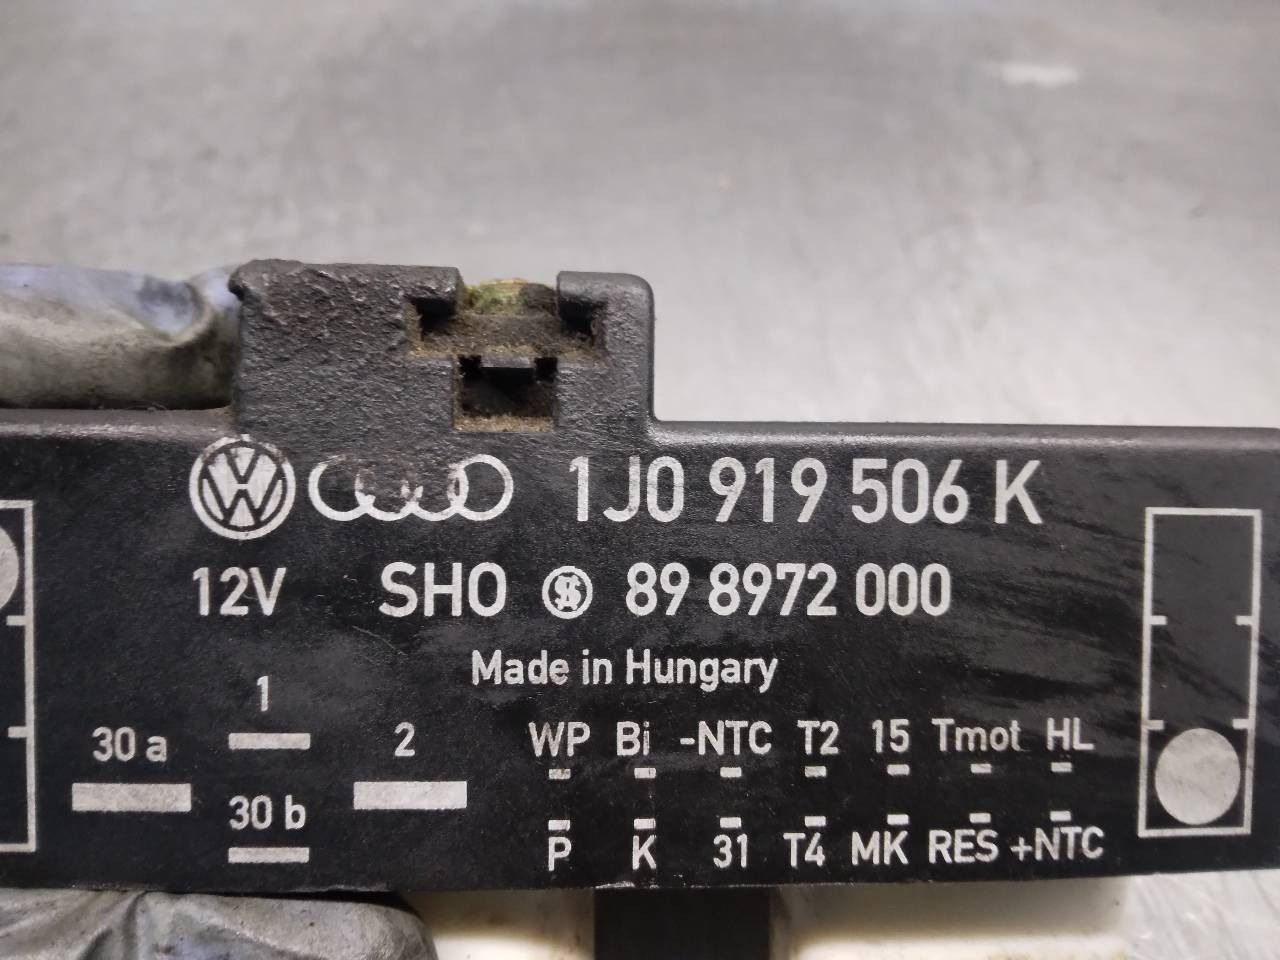 1J0 919 506 K
12V SHO 89 8972 000
Made in Hungary
1
30 a 2
30 b
WP Bi -NTC T2 15 Tmot HL
P K 31 T4 MK RES +NTC